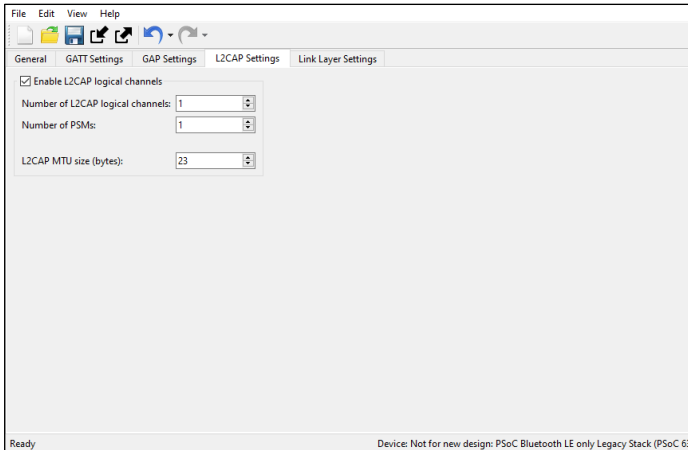 File Edit View Help
General GATT Settings GAP Settings L2CAP Settings Link Layer Settings
Enable L2CAP logical channels
Number of L2CAP logical channels: 1
Number of PSMs: 1
L2CAP MTU size (bytes): 23
Ready Device: Not for new design: PSoC Bluetooth LE only Legacy Stack (PSoC 63